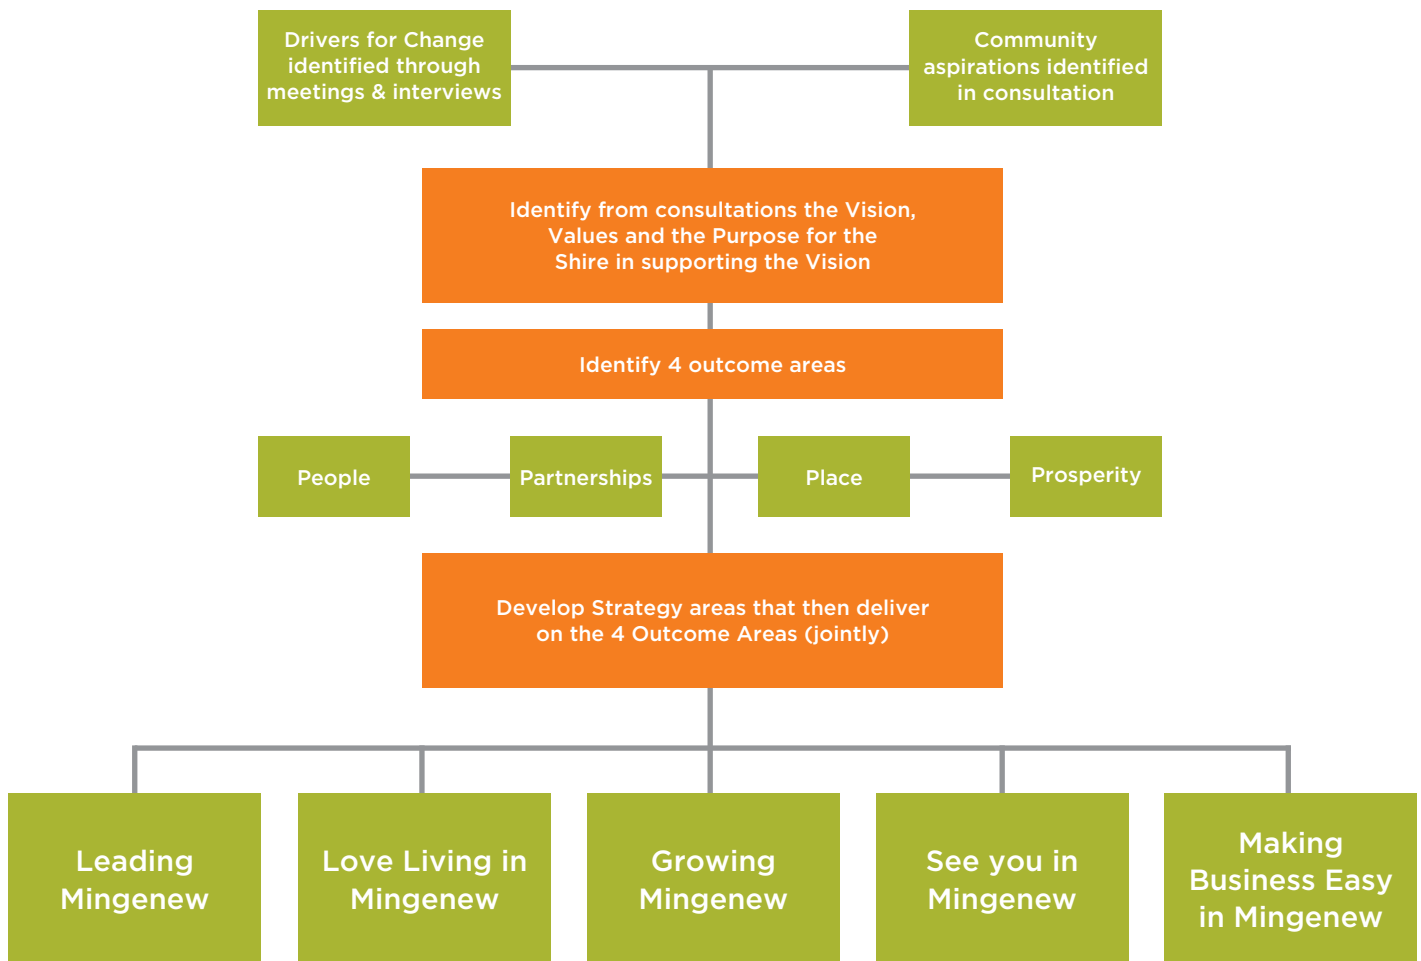 Drivers for Change
identified through
meetings & interviews
Community
aspirations identified
in consultation
Identify from consultations the Vision,
Values and the Purpose for the
Shire in supporting the Vision
Identify 4 outcome areas
People
Partnerships
Place
Prosperity
Develop Strategy areas that then deliver
on the 4 Outcome Areas (jointly)
Leading
Mingenew
Love Living in
Mingenew
Growing
Mingenew
See you in
Mingenew
Making
Business Easy
in Mingenew